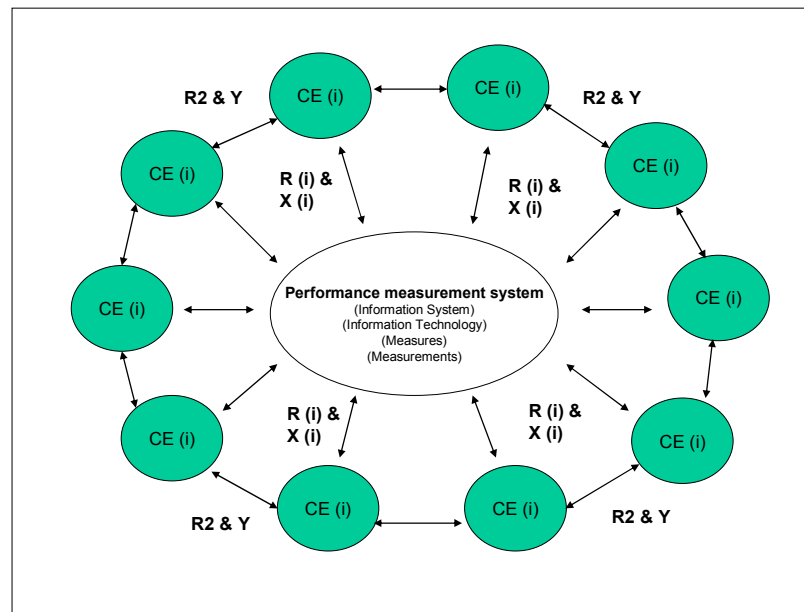 CE (i)
CE (i)
R2 & Y
R2 & Y
CE (i)
CE (i)
R (i) &
X (i)
R (i) &
X (i)
Performance measurement system
(Information System)
(Information Technology)
(Measures)
(Measurements)
CE (i)
CE (i)
R (i) &
X (i)
R (i) &
X (i)
CE (i)
CE (i)
CE (i)
CE (i)
R2 & Y
R2 & Y